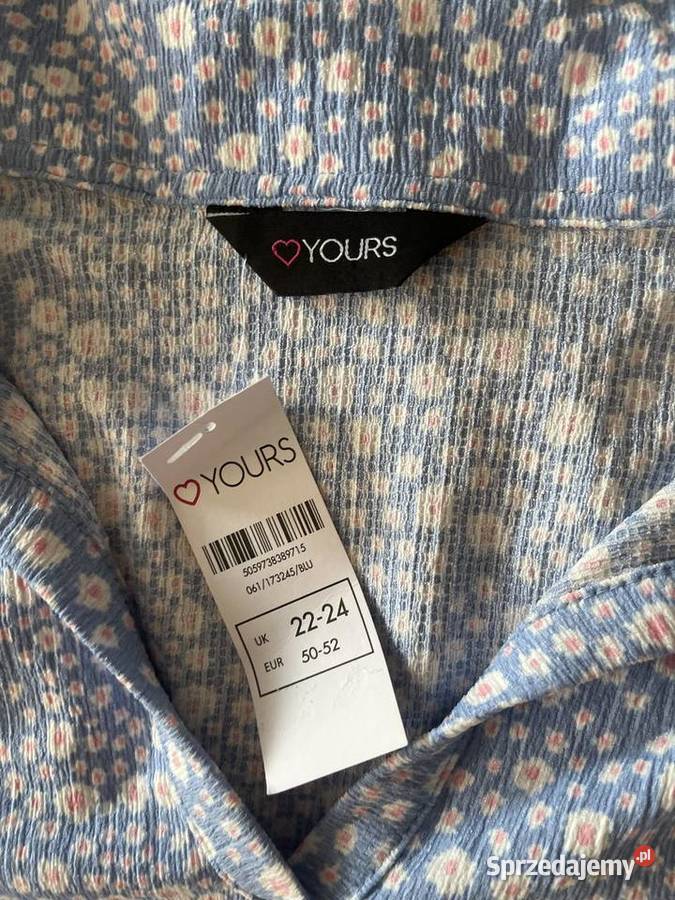 YOURS
YOURS
5059738389715
061/173245/BLU
UK 22-24
EUR 50-52
Sprzedajemy.pl